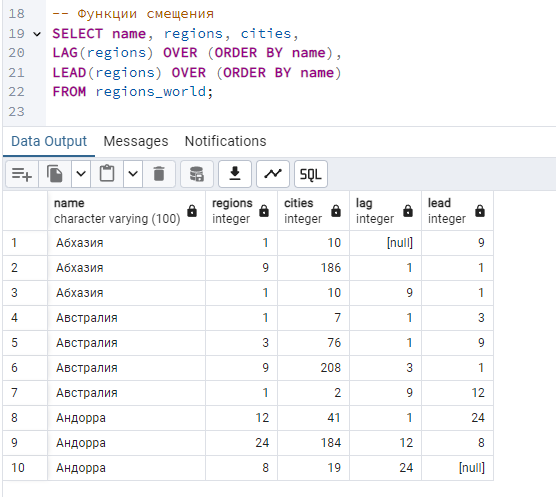 18 -- Функции смещения
19 SELECT name, regions, cities,
20 LAG(regions) OVER (ORDER BY name),
21 LEAD(regions) OVER (ORDER BY name)
22 FROM regions_world;
23
Data Output Messages Notifications
SQL
name regions cities lag lead
character varying (100) integer integer integer integer
1 Абхазия 1 10 [null] 9
2 Абхазия 9 186 1 1
3 Абхазия 1 10 9 1
4 Австралия 1 7 1 3
5 Австралия 3 76 1 9
6 Австралия 9 208 3 1
7 Австралия 1 2 9 12
8 Андорра 12 41 1 24
9 Андорра 24 184 12 8
10 Андорра 8 19 24 [null]